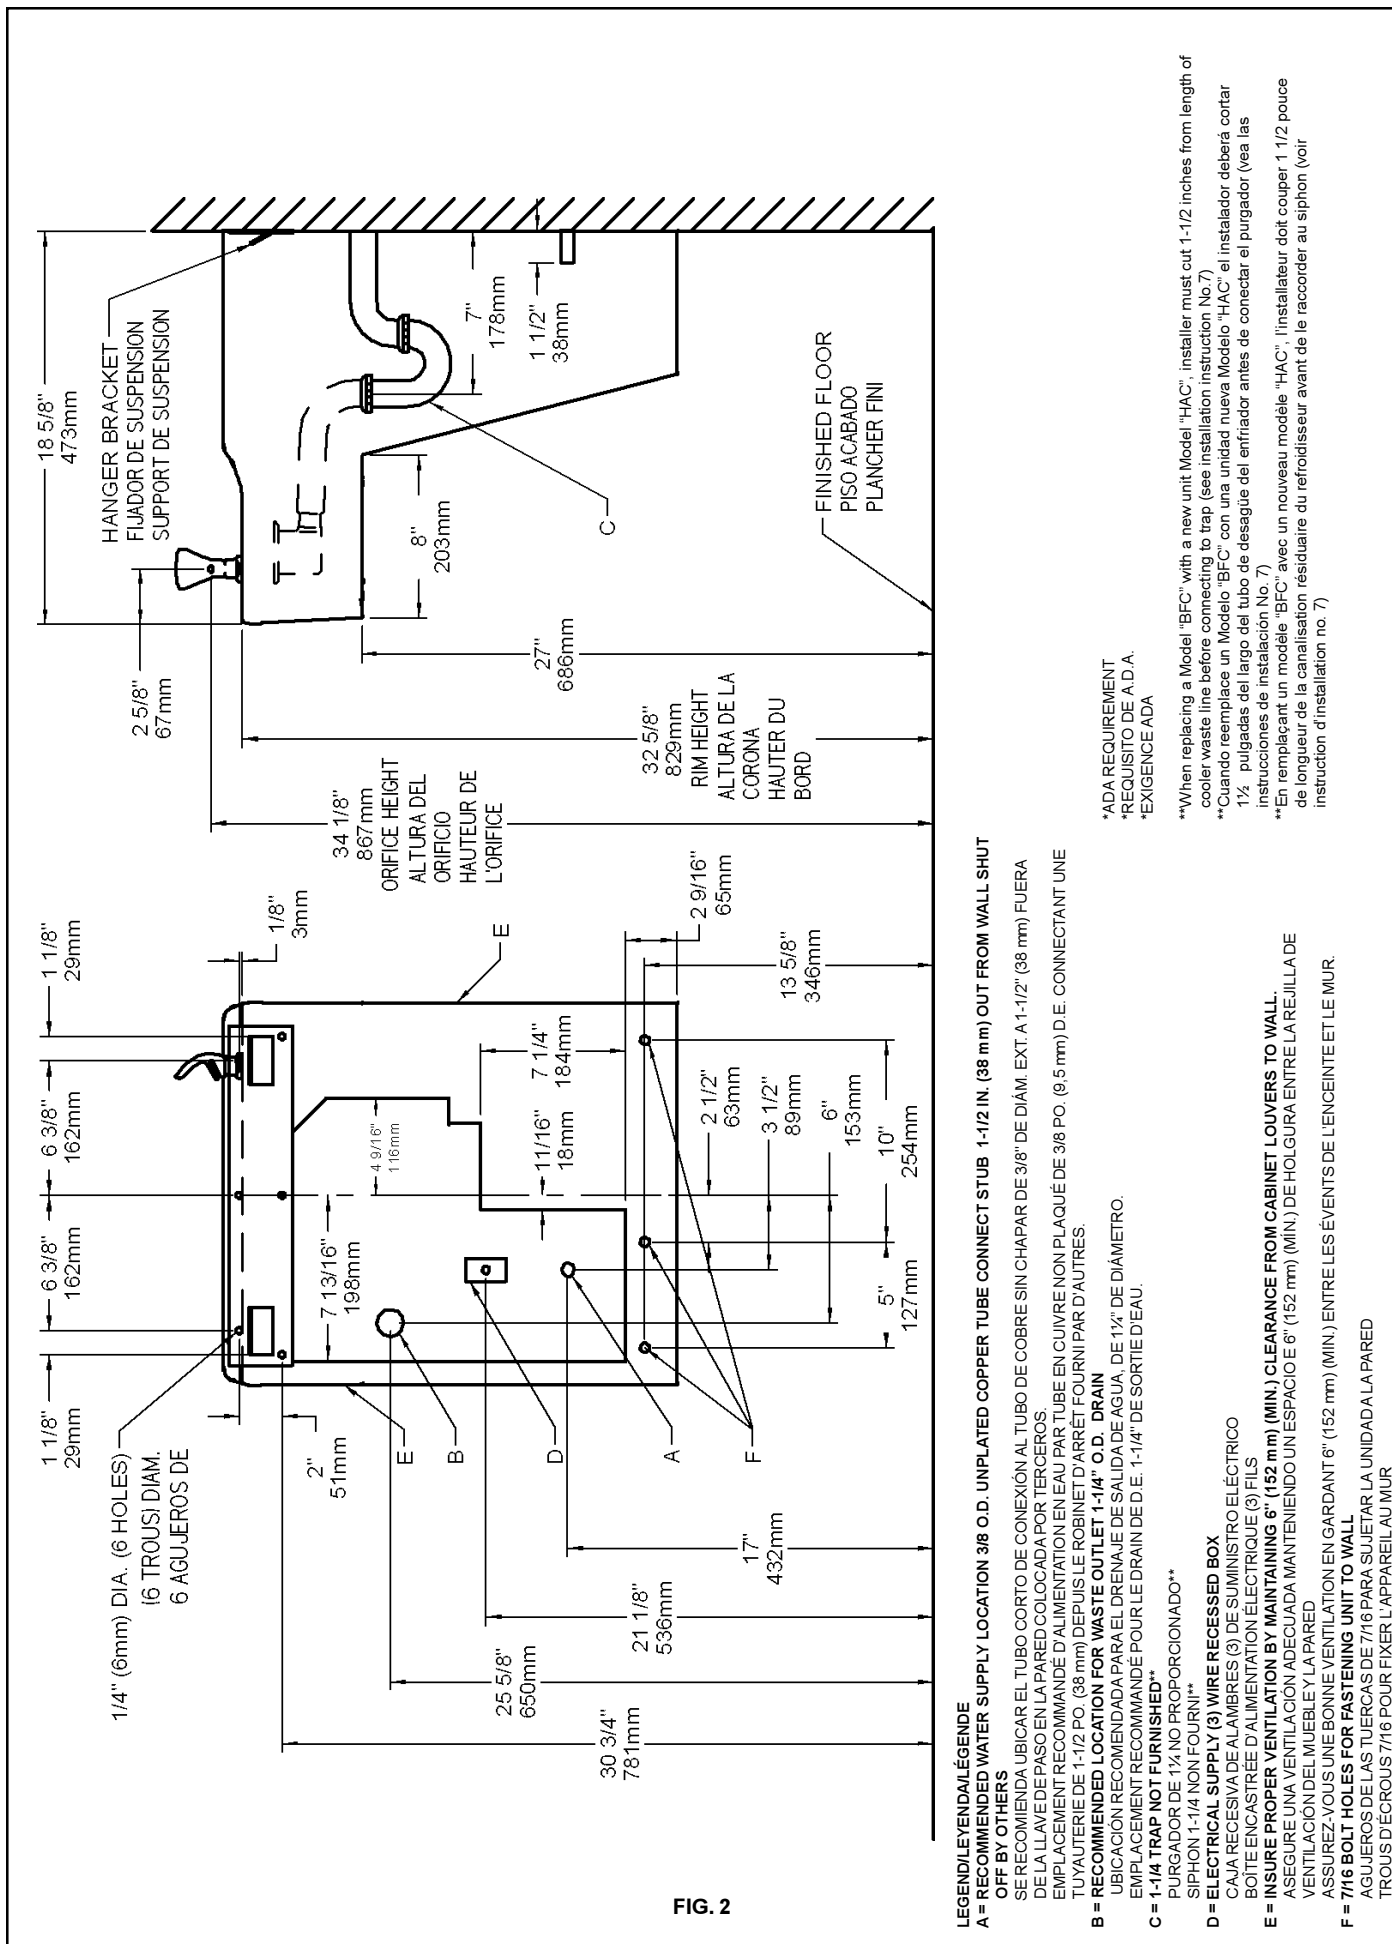 1/4" (6mm) DIA. (6 HOLES)
(6 TROUS) DIAM.
6 AGUJEROS DE
1 1/8"
29mm
6 3/8"
162mm
6 3/8"
162mm
1 1/8"
29mm
1/8"
3mm
2"
51mm
7 13/16"
198mm
4 9/16"
116mm
11/16"
18mm
7 1/4"
184mm
2 9/16"
65mm
13 5/8"
346mm
2 1/2"
63mm
3 1/2"
89mm
6"
153mm
10"
254mm
5"
127mm
E
B
D
A
F
E
17"
432mm
21 1/8"
536mm
25 5/8"
650mm
30 3/4"
781mm
18 5/8"
473mm
HANGER BRACKET
FIJADOR DE SUSPENSION
SUPPORT DE SUSPENSION
2 5/8"
67mm
34 1/8"
867mm
ORIFICE HEIGHT
ALTURA DEL
ORIFICIO
HAUTEUR DE
L'ORIFICE
32 5/8"
829mm
RIM HEIGHT
ALTURA DE LA
CORONA
HAUTER DU
BORD
27"
686mm
8"
203mm
C
7"
178mm
1 1/2"
38mm
FINISHED FLOOR
PISO ACABADO
PLANCHER FINI
LEGEND/LEYENDA/LÉGENDE
A = RECOMMENDED WATER SUPPLY LOCATION 3/8 O.D. UNPLATED COPPER TUBE CONNECT STUB 1-1/2 IN. (38 mm) OUT FROM WALL SHUT
OFF BY OTHERS
SE RECOMIENDA UBICAR EL TUBO CORTO DE CONEXIÓN AL TUBO DE COBRE SIN CHAPAR DE 3/8" DE DIÁM. EXT. A 1-1/2" (38 mm) FUERA
DE LA LLAVE DE PASO EN LA PARED COLOCADA POR TERCEROS.
EMPLACEMENT RECOMMANDÉ D'ALIMENTATION EN EAU PAR TUBE EN CUIVRE NON PLAQUÉ DE 3/8 PO. (9,5 mm) D.E. CONNECTANT UNE
TUYAUTERIE DE 1-1/2 PO. (38 mm) DEPUIS LE ROBINET D'ARRÊT FOURNI PAR D'AUTRES.
B = RECOMMENDED LOCATION FOR WASTE OUTLET 1-1/4" O.D. DRAIN
UBICACIÓN RECOMENDADA PARA EL DRENAJE DE SALIDA DE AGUA, DE 1¼" DE DIÁMETRO.
EMPLACEMENT RECOMMANDÉ POUR LE DRAIN DE D.E. 1-1/4" DE SORTIE D'EAU.
C = 1-1/4 TRAP NOT FURNISHED**
PURGADOR DE 1¼ NO PROPORCIONADO**
SIPHON 1-1/4 NON FOURNI**
D = ELECTRICAL SUPPLY (3) WIRE RECESSED BOX
CAJA RECESIVA DE ALAMBRES (3) DE SUMINISTRO ELÉCTRICO
BOÎTE ENCASTRÉE D'ALIMENTATION ÉLECTRIQUE (3) FILS
E = INSURE PROPER VENTILATION BY MAINTAINING 6" (152 mm) (MIN.) CLEARANCE FROM CABINET LOUVERS TO WALL.
ASEGURE UNA VENTILACIÓN ADECUADA MANTENIENDO UN ESPACIO E 6" (152 mm) (MÍN.) DE HOLGURA ENTRE LA REJILLA DE
VENTILACIÓN DEL MUEBLE Y LA PARED
ASSUREZ-VOUS UNE BONNE VENTILATION EN GARDANT 6" (152 mm) (MIN.) ENTRE LES ÉVENTS DE L'ENCEINTE ET LE MUR.
F = 7/16 BOLT HOLES FOR FASTENING UNIT TO WALL
AGUJEROS DE LAS TUERCAS DE 7/16 PARA SUJETAR LA UNIDAD A LA PARED
TROUS D'ÉCROUS 7/16 POUR FIXER L'APPAREIL AU MUR
*ADA REQUIREMENT
*REQUISITO DE A.D.A.
*EXIGENCE ADA
**When replacing a Model "BFC" with a new unit Model "HAC", installer must cut 1-1/2 inches from length of
cooler waste line before connecting to trap (see installation instruction No.7)
**Cuando reemplace un Modelo "BFC" con una unidad nueva Modelo "HAC" el instalador deberá cortar
1½ pulgadas del largo del tubo de desagüe del enfriador antes de conectar el purgador (vea las
instrucciones de instalación No. 7)
**En remplaçant un modèle "BFC" avec un nouveau modèle "HAC", l'installateur doit couper 1 1/2 pouce
de longueur de la canalisation résiduaire du refroidisseur avant de le raccorder au siphon (voir
instruction d'installation no. 7)
FIG. 2